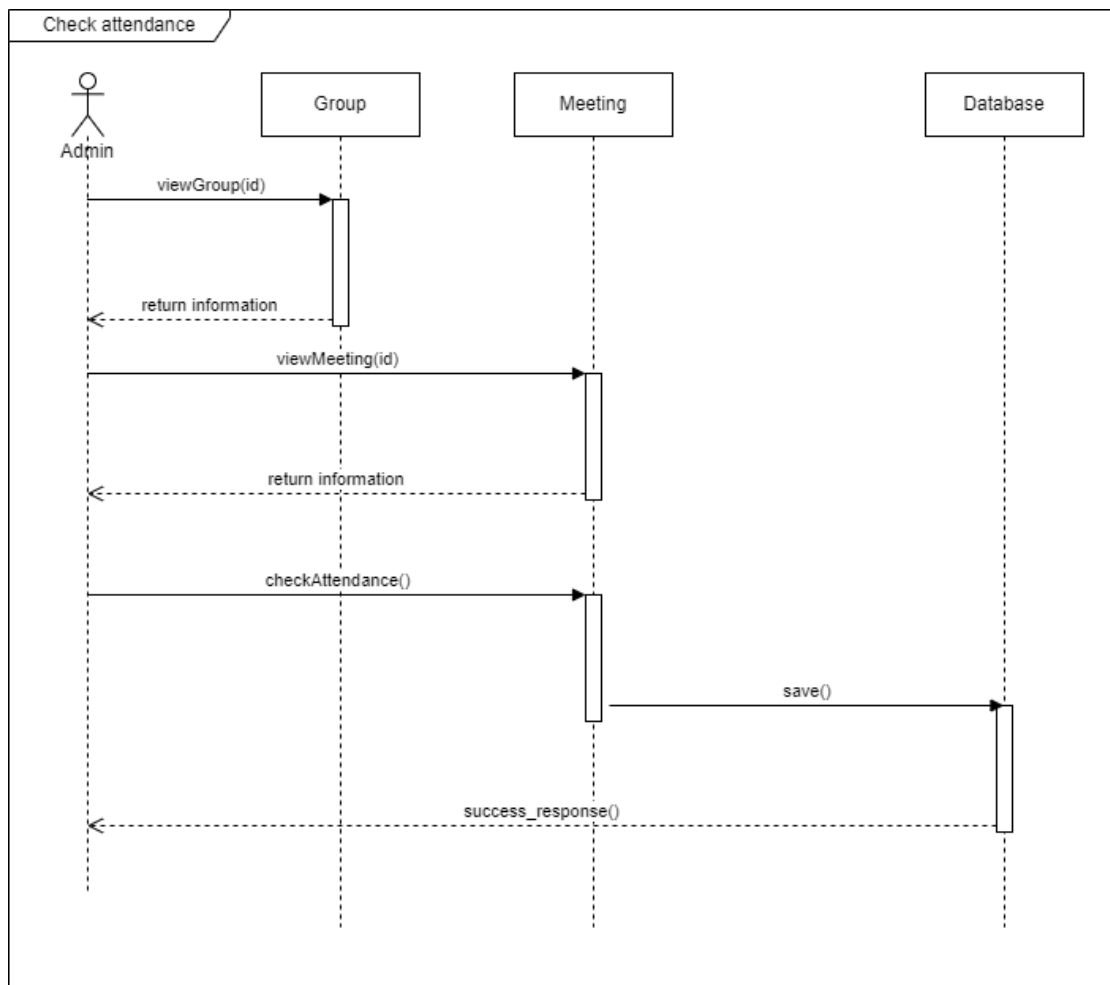 Check attendance
Group
Meeting
Database
Admin
viewGroup(id)
return information
viewMeeting(id)
return information
checkAttendance()
save()
success_response()